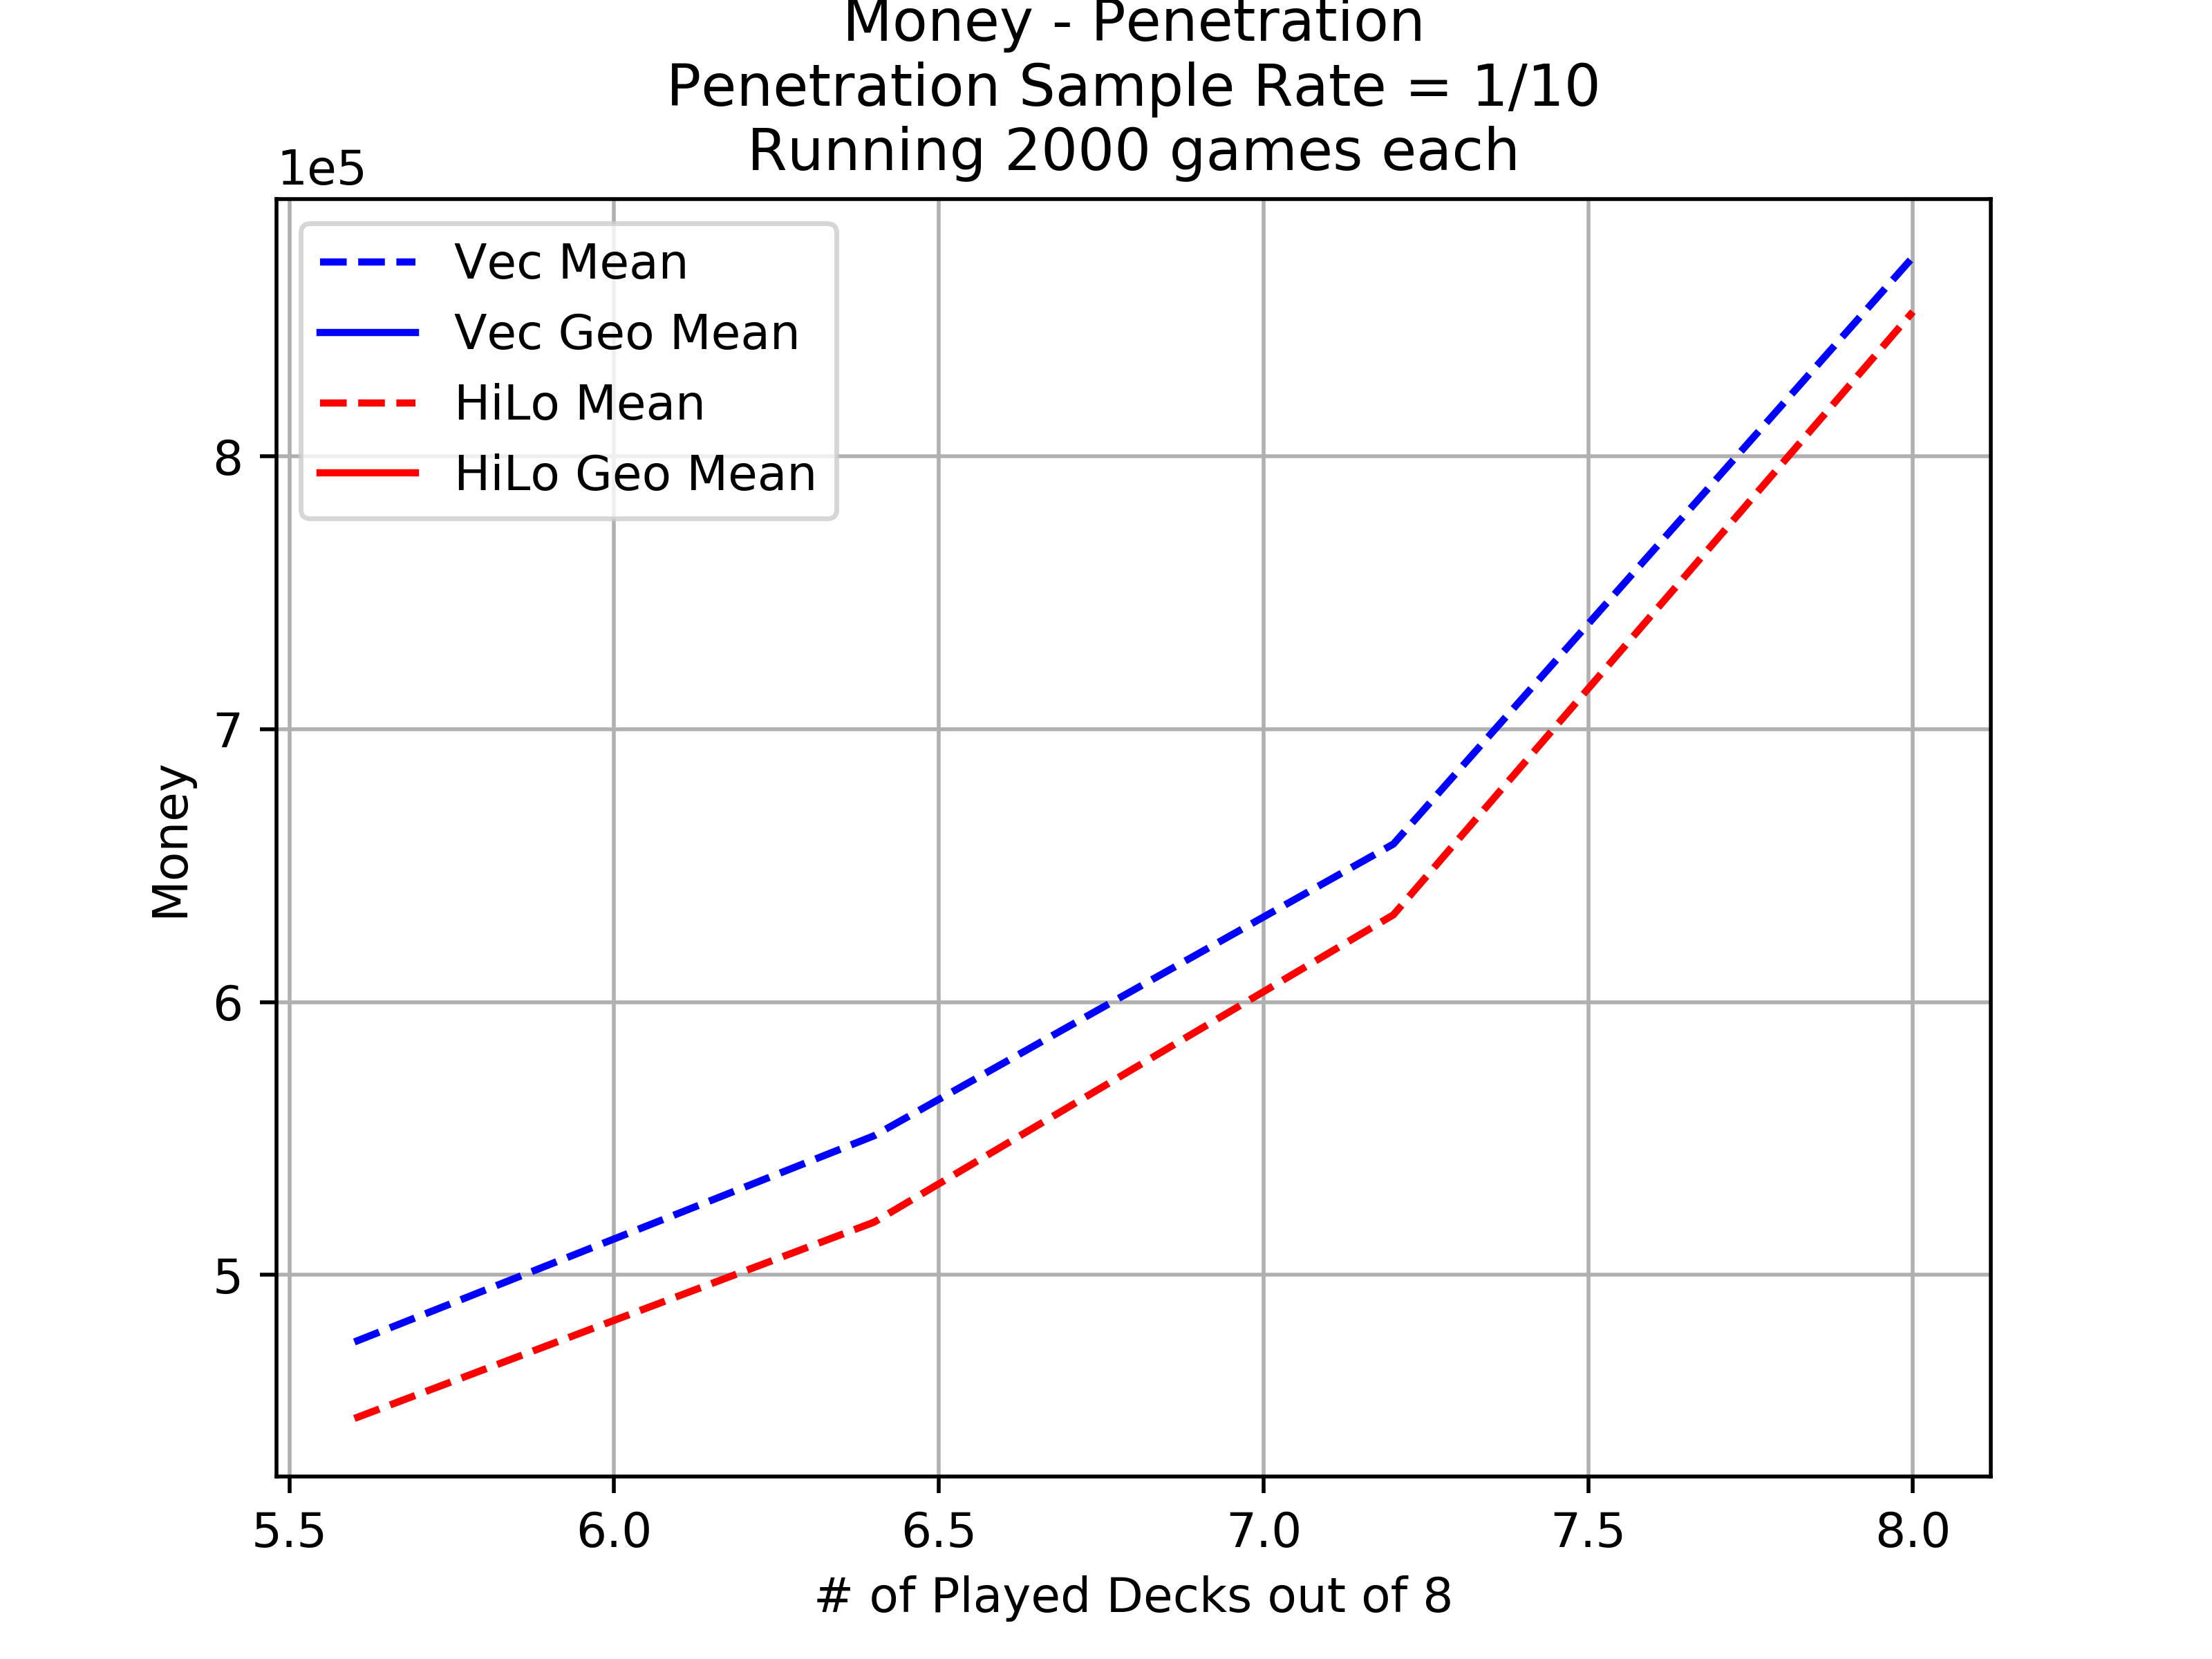 Money - Penetration
Penetration Sample Rate = 1/10
Running 2000 games each
1e5
Vec Mean
Vec Geo Mean
HiLo Mean
HiLo Geo Mean
8
7
6
5
Money
5.5 6.0 6.5 7.0 7.5 8.0
# of Played Decks out of 8